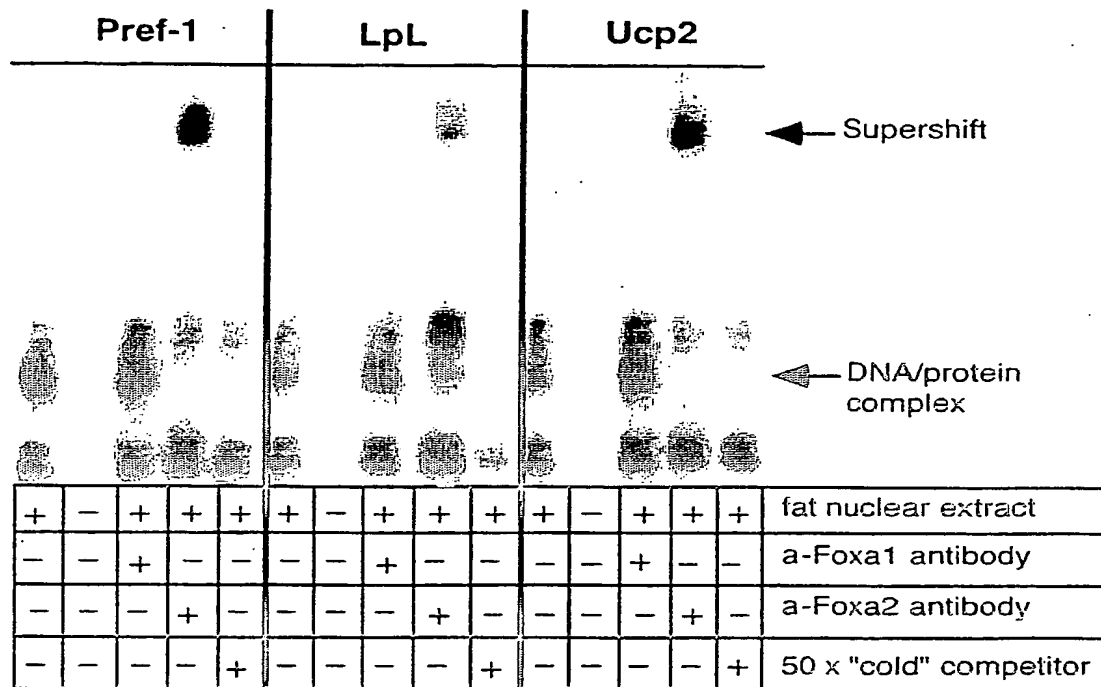 Pref-1 LpL Ucp2
Supershift
DNA/protein
complex
+ − + + + + − + + + + − + + + fat nuclear extract
− − + − − − − + − − − − + − − a-Foxa1 antibody
− − − + − − − − + − − − − + − a-Foxa2 antibody
− − − − + − − − − + − − − − + 50 x "cold" competitor